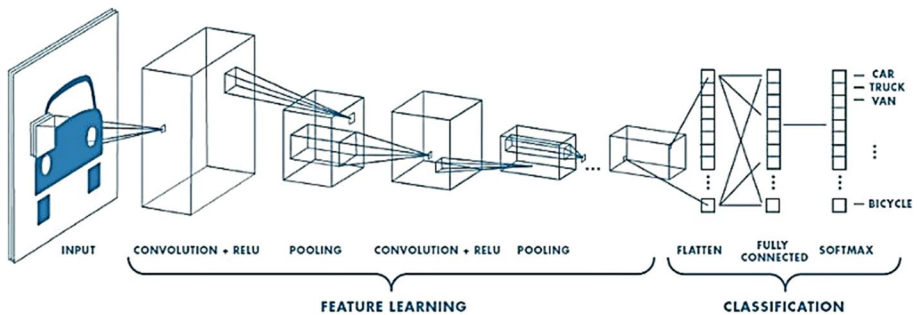 CAR
TRUCK
VAN
BICYCLE
INPUT
CONVOLUTION + RELU
POOLING
CONVOLUTION + RELU
POOLING
FLATTEN
FULLY
CONNECTED
SOFTMAX
FEATURE LEARNING
CLASSIFICATION